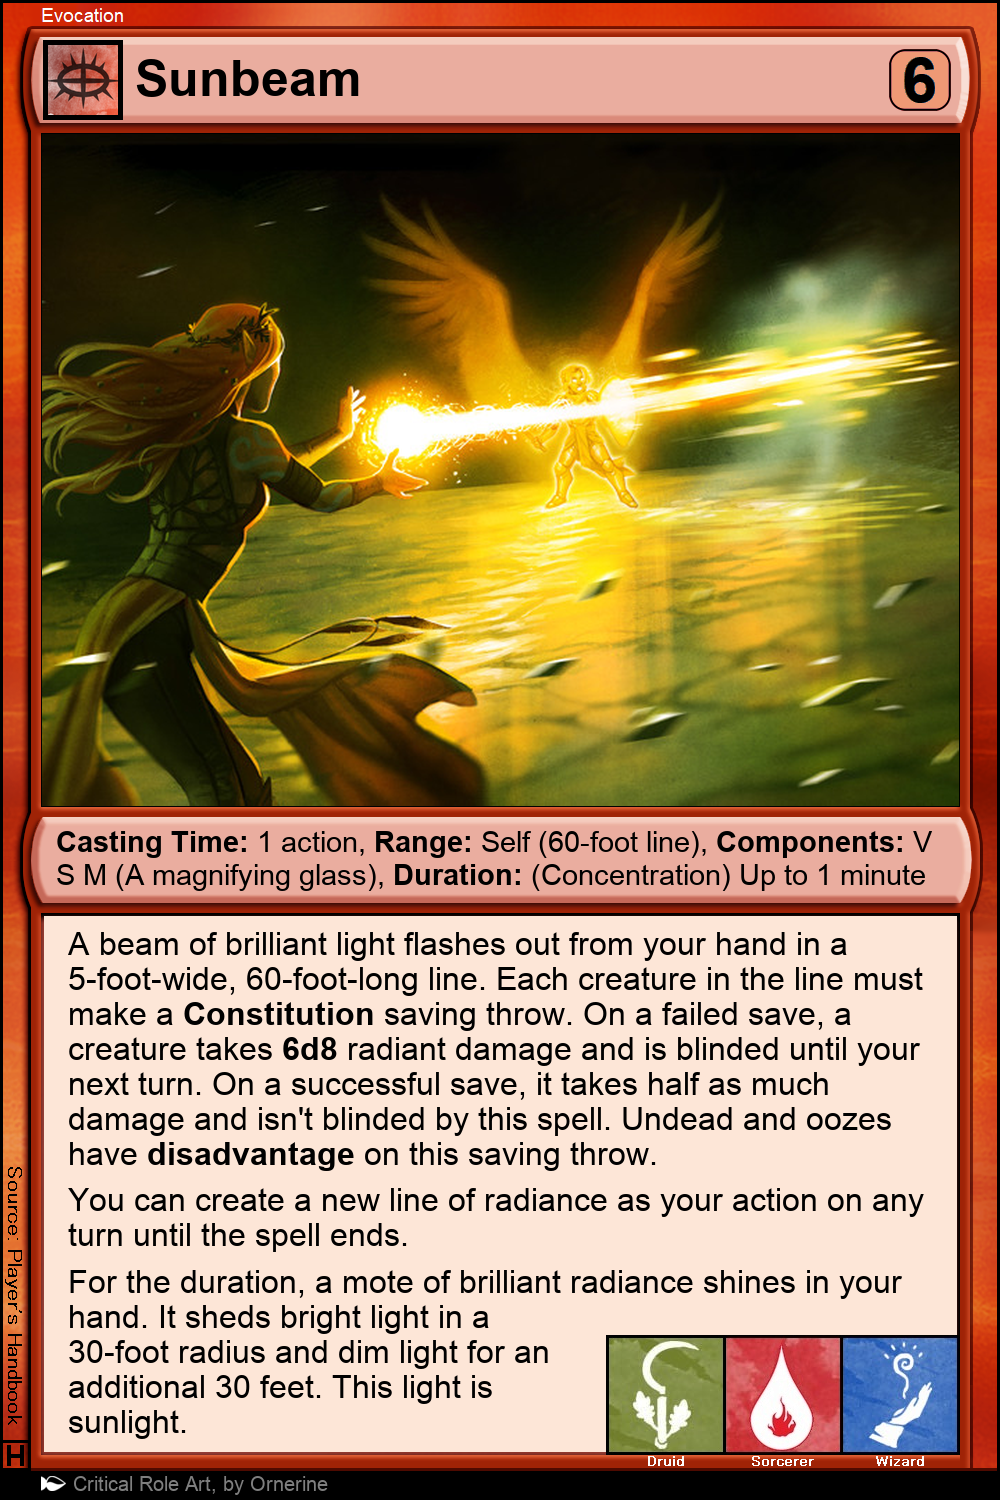 Evocation
Sunbeam
6
Casting Time: 1 action, Range: Self (60-foot line), Components: V
S M (A magnifying glass), Duration: (Concentration) Up to 1 minute
A beam of brilliant light flashes out from your hand in a
5-foot-wide, 60-foot-long line. Each creature in the line must
make a Constitution saving throw. On a failed save, a
creature takes 6d8 radiant damage and is blinded until your
next turn. On a successful save, it takes half as much
damage and isn't blinded by this spell. Undead and oozes
have disadvantage on this saving throw.
You can create a new line of radiance as your action on any
turn until the spell ends.
For the duration, a mote of brilliant radiance shines in your
hand. It sheds bright light in a
30-foot radius and dim light for an
additional 30 feet. This light is
sunlight.
Druid
Sorcerer
Wizard
Source: Player's Handbook
H
Critical Role Art, by Ornerine